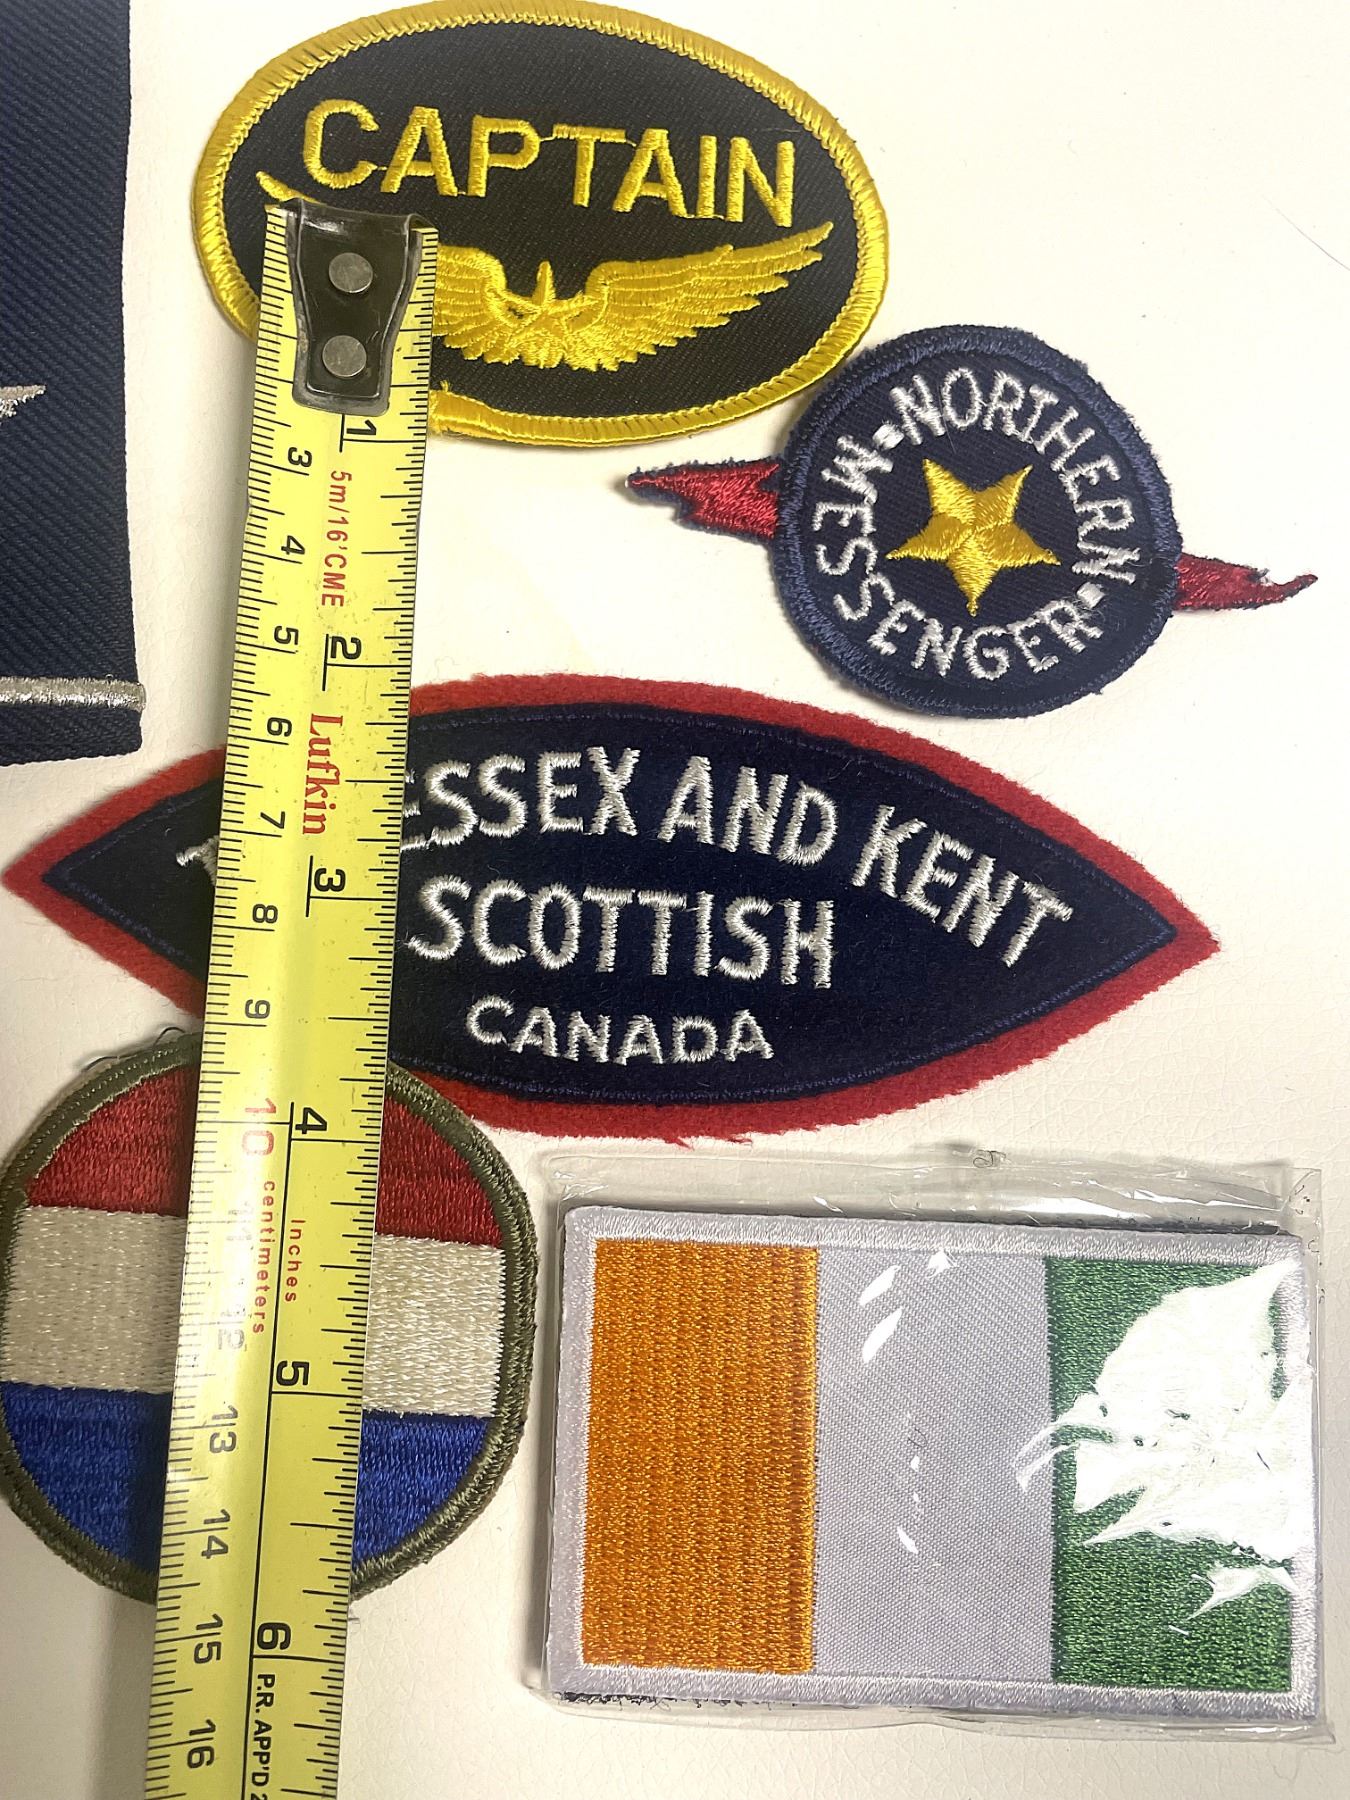 CAPTAIN
NORTHERN
MESSENGER
ESSEX AND KENT
SCOTTISH
CANADA
1
3
5m/16'CME
4
5
2
6
Lufkin
7
3
8
9
10
4
centimeters
Inches
12
5
13
14
6
15
P.R. APP'D
16